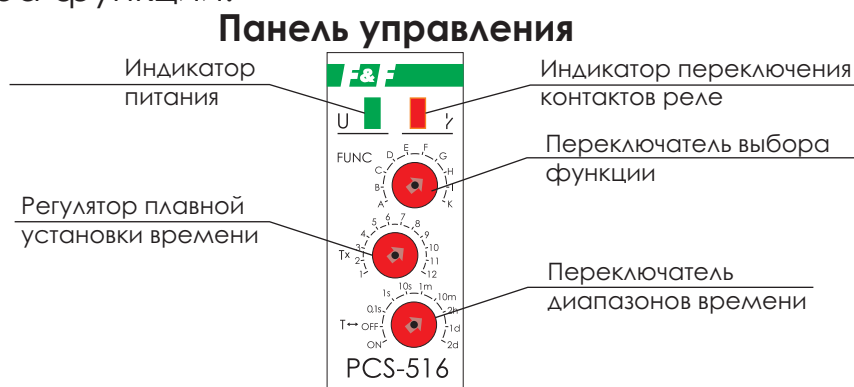 функции.
Панель управления
Индикатор
питания
F&F
Индикатор переключения
контактов реле
U
FUNC
A B C D E F G H I K
Переключатель выбора
функции
Регулятор плавной
установки времени
Tx
1 2 3 4 5 6 7 8 9 10 11 12
Переключатель
диапазонов времени
T↔
ON OFF 0,1s 1s 10s 1m 10m 2h 1d 2d
PCS-516